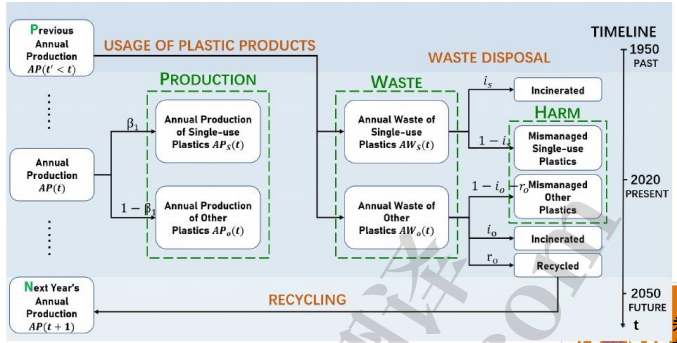 Previous
Annual
Production
AP(t′ < t)
USAGE OF PLASTIC PRODUCTS
WASTE DISPOSAL
TIMELINE
1950
PAST
PRODUCTION
WASTE
i_s
Incinerated
HARM
β₁
Annual Production
of Single-use
Plastics AP_S(t)
Annual Waste of
Single-use
Plastics AW_S(t)
1 − i_s
Mismanaged
Single-use
Plastics
Annual
Production
AP(t)
2020
PRESENT
1 − β₁
Annual Production
of Other
Plastics AP_o(t)
Annual Waste of
Other
Plastics AW_o(t)
1 − i_o − r_o
Mismanaged
Other
Plastics
i_o
Incinerated
r_o
Recycled
Next Year's
Annual
Production
AP(t + 1)
RECYCLING
2050
FUTURE
t
com